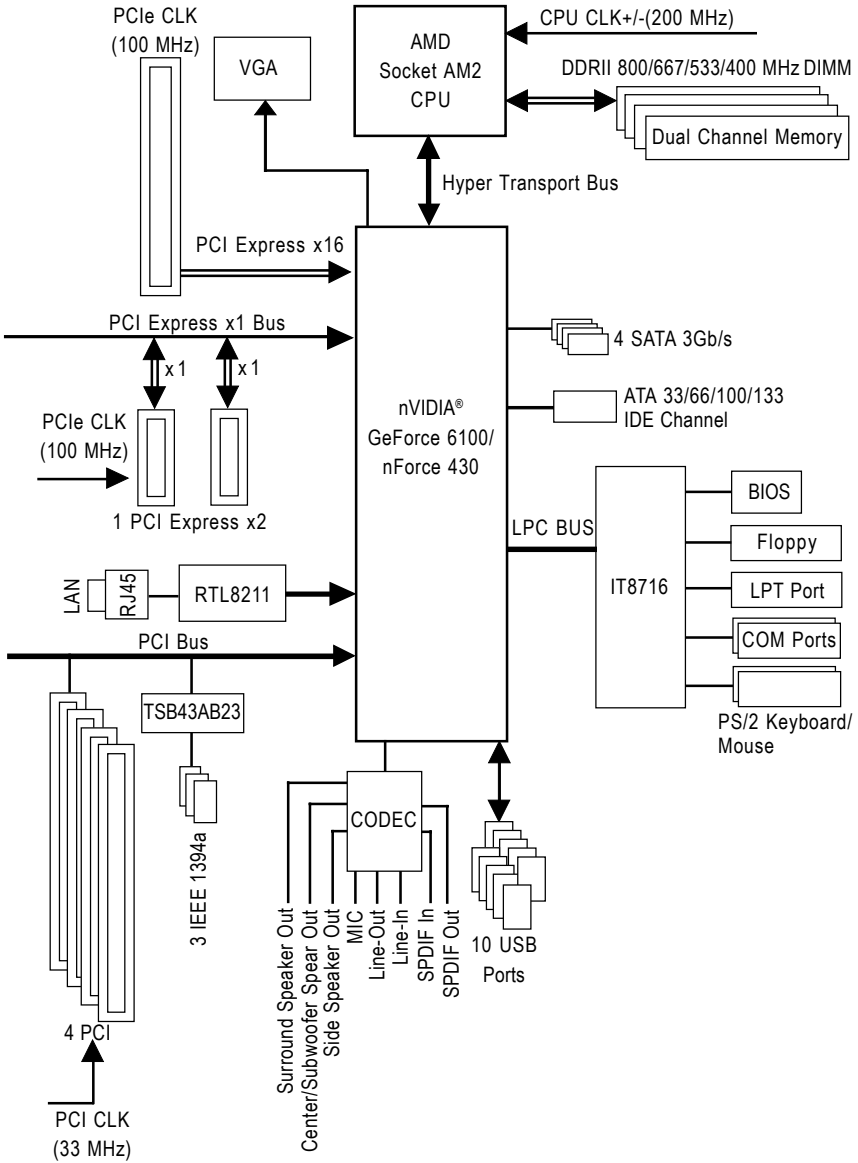 PCIe CLK
(100 MHz)
VGA
AMD
Socket AM2
CPU
CPU CLK+/-(200 MHz)
DDRII 800/667/533/400 MHz DIMM
Dual Channel Memory
Hyper Transport Bus
PCI Express x16
PCI Express x1 Bus
x 1
x 1
PCIe CLK
(100 MHz)
1 PCI Express x2
nVIDIA®
GeForce 6100/
nForce 430
4 SATA 3Gb/s
ATA 33/66/100/133
IDE Channel
LPC BUS
IT8716
BIOS
Floppy
LPT Port
COM Ports
PS/2 Keyboard/
Mouse
LAN
RJ45
RTL8211
PCI Bus
TSB43AB23
3 IEEE 1394a
4 PCI
PCI CLK
(33 MHz)
CODEC
Surround Speaker Out
Center/Subwoofer Spear Out
Side Speaker Out
MIC
Line-Out
Line-In
SPDIF In
SPDIF Out
10 USB
Ports